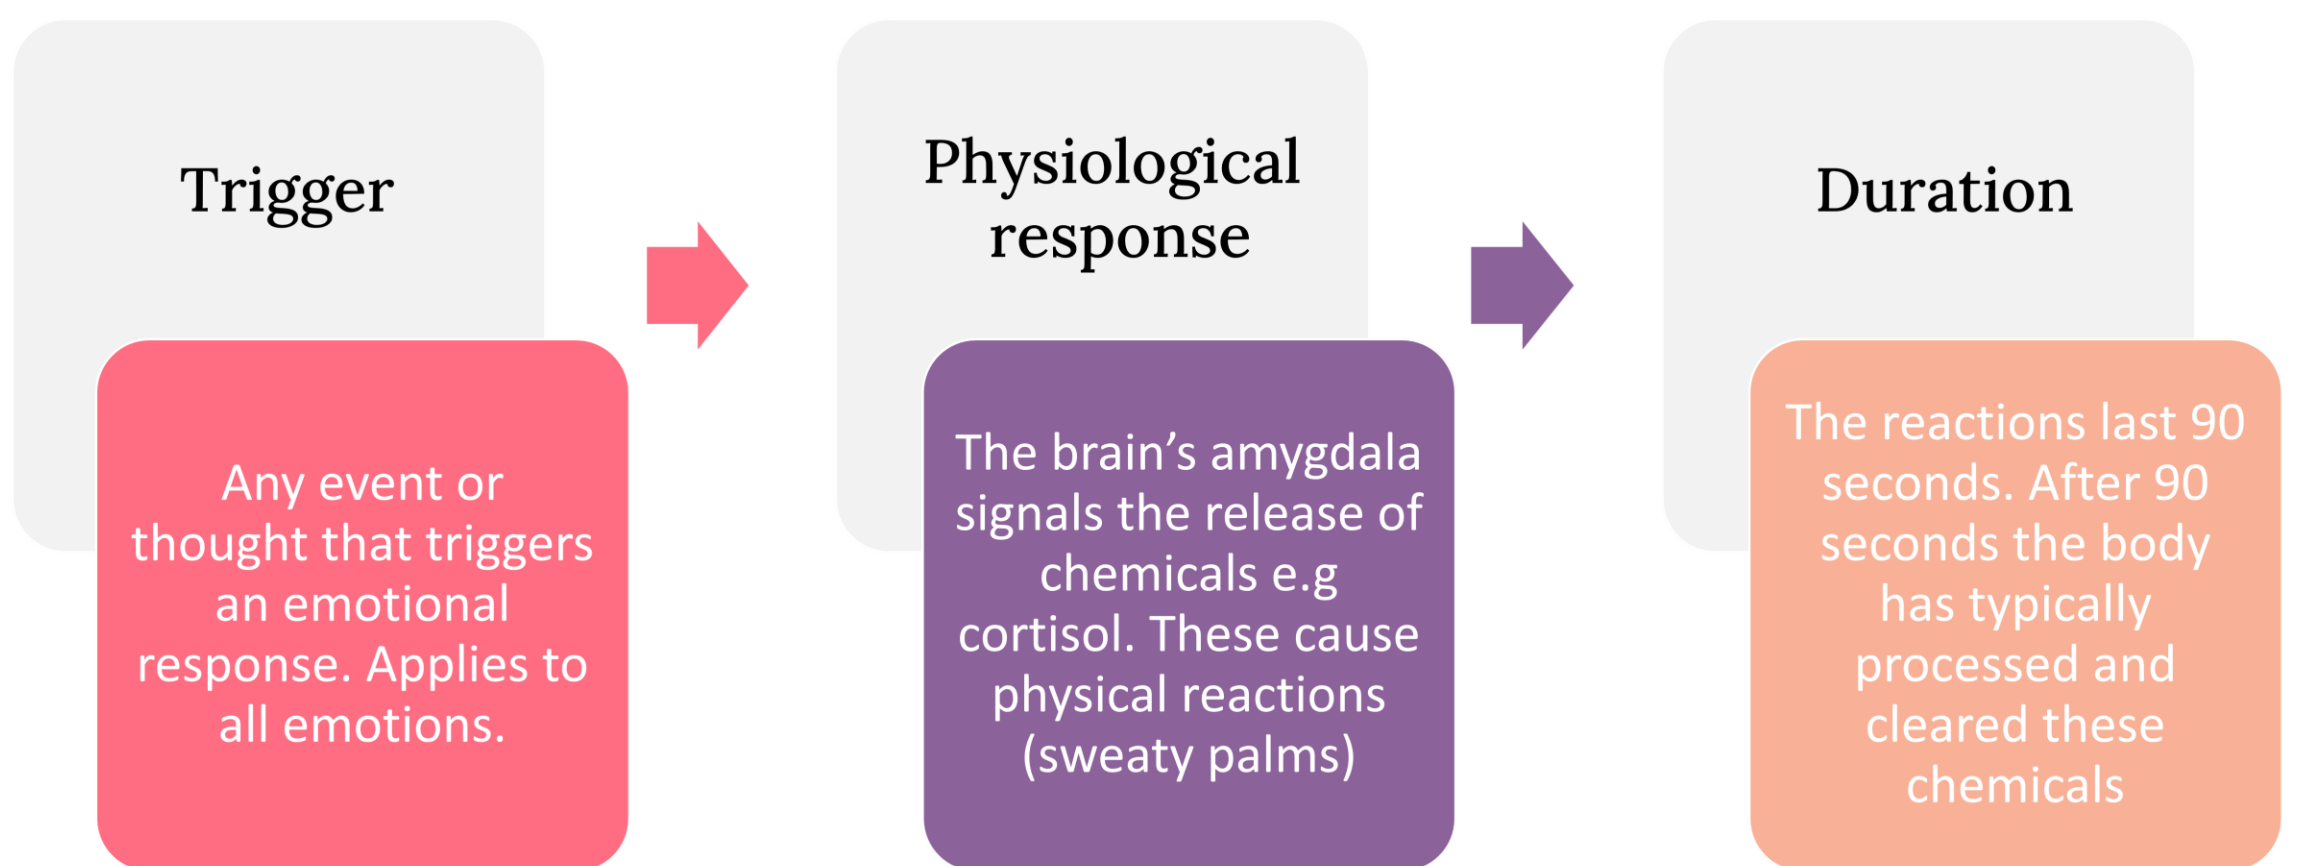 Trigger
Any event or
thought that triggers
an emotional
response. Applies to
all emotions.
Physiological
response
The brain’s amygdala
signals the release of
chemicals e.g
cortisol. These cause
physical reactions
(sweaty palms)
Duration
The reactions last 90
seconds. After 90
seconds the body
has typically
processed and
cleared these
chemicals